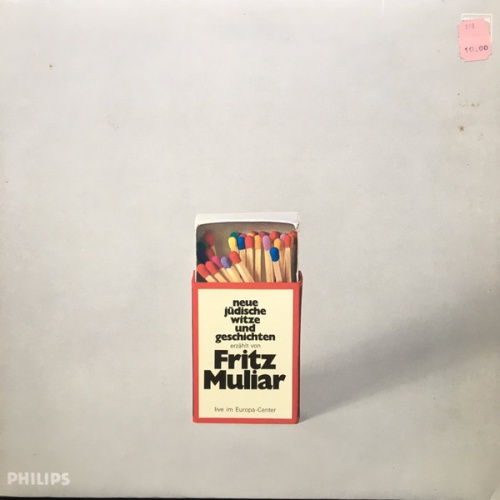 10,00
neue
jüdische
witze
und
geschichten
erzählt von
Fritz
Muliar
live im Europa-Center
PHILIPS